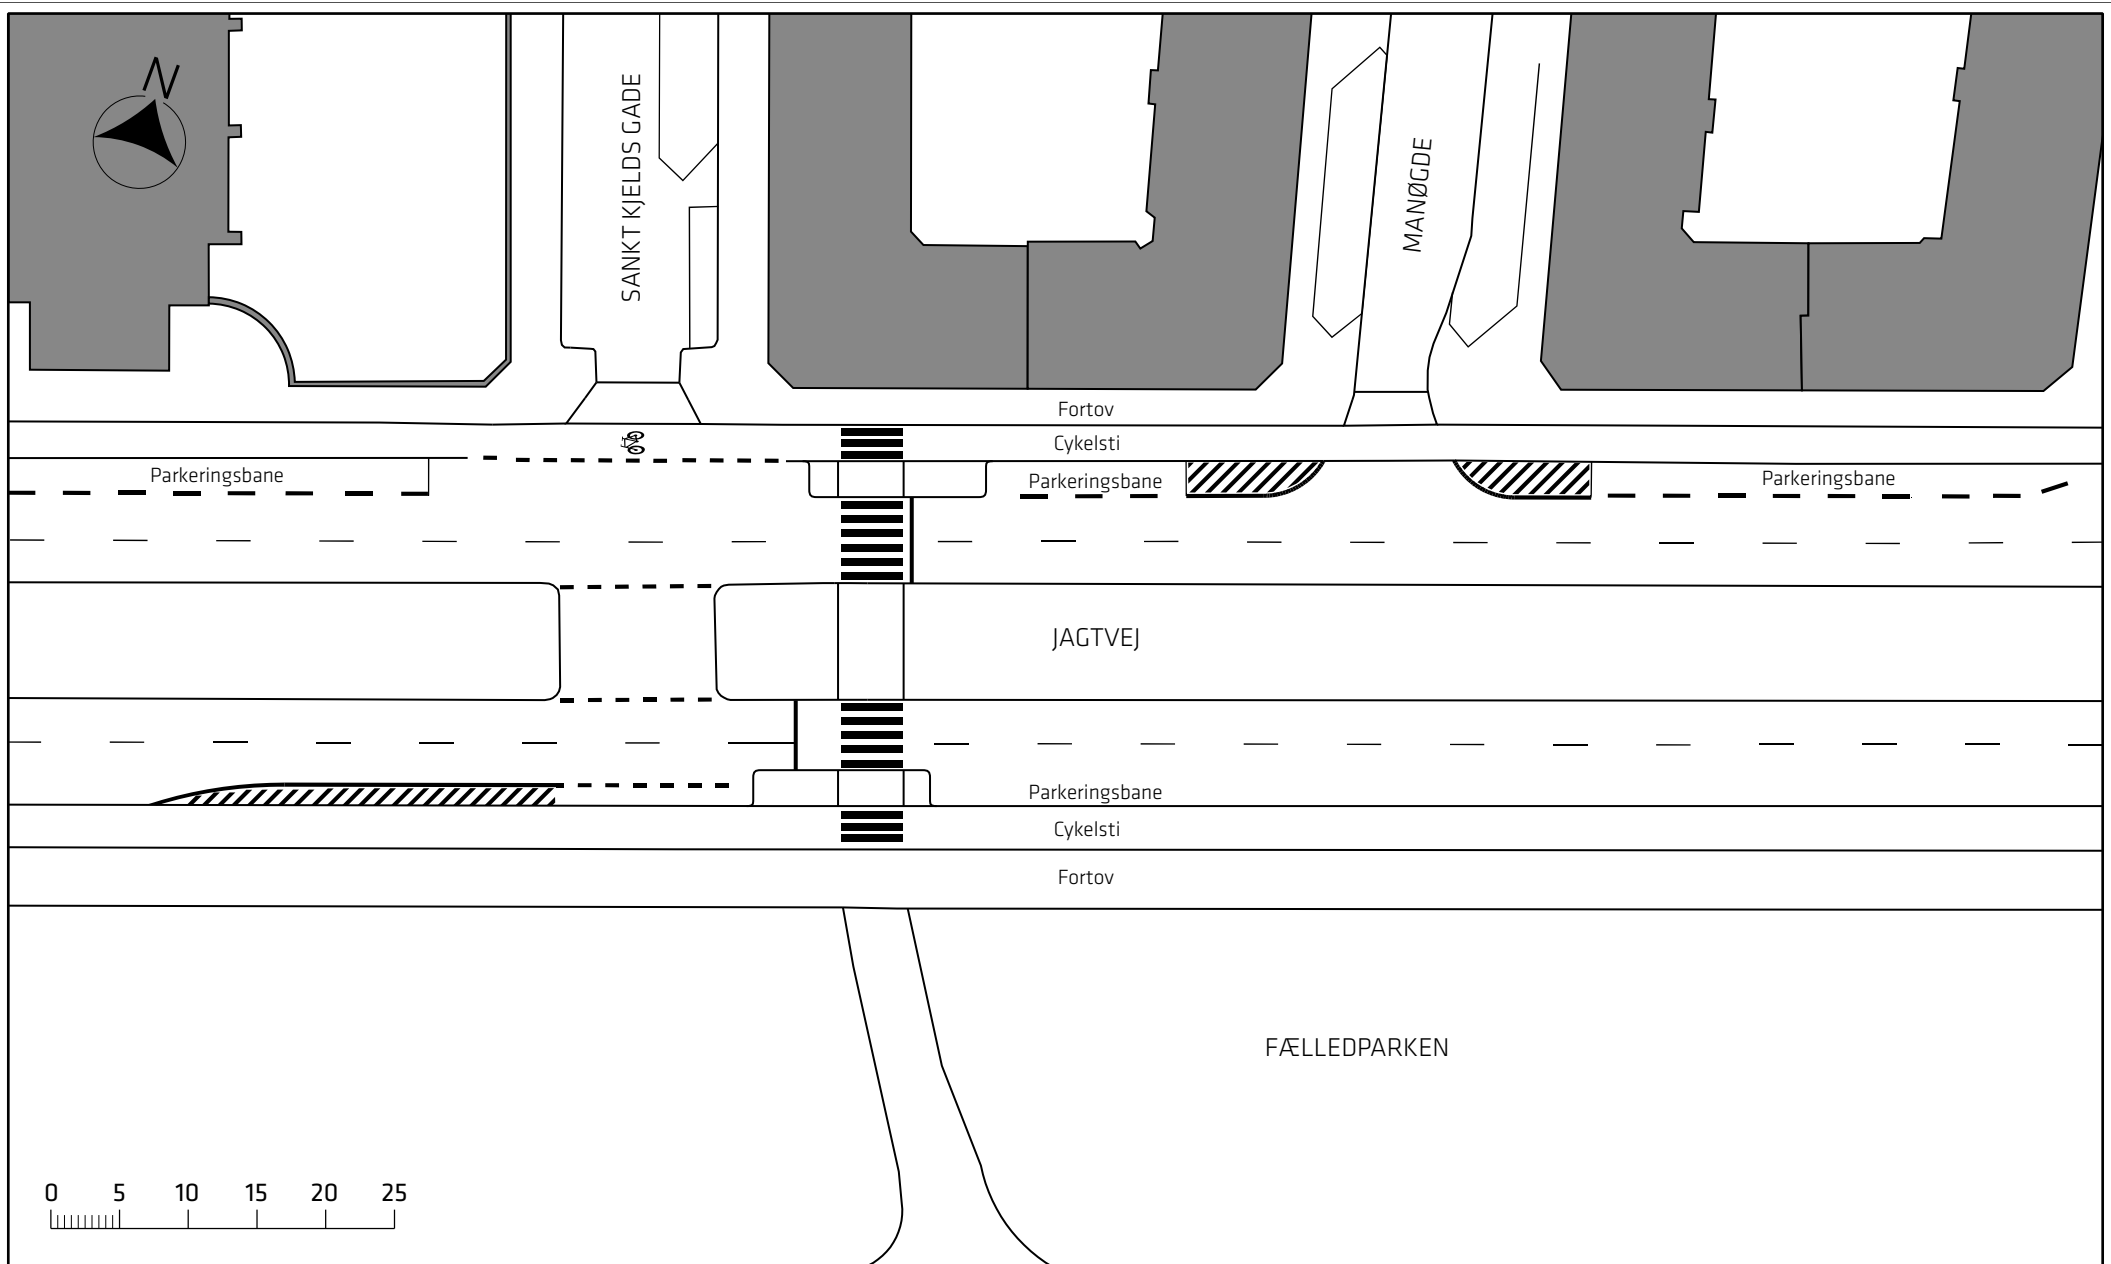 N
SANKT KJELDS GADE
MANØGDE
Fortov
Cykelsti
Parkeringsbane
Parkeringsbane
Parkeringsbane
JAGTVEJ
Parkeringsbane
Cykelsti
Fortov
FÆLLEDPARKEN
0 5 10 15 20 25